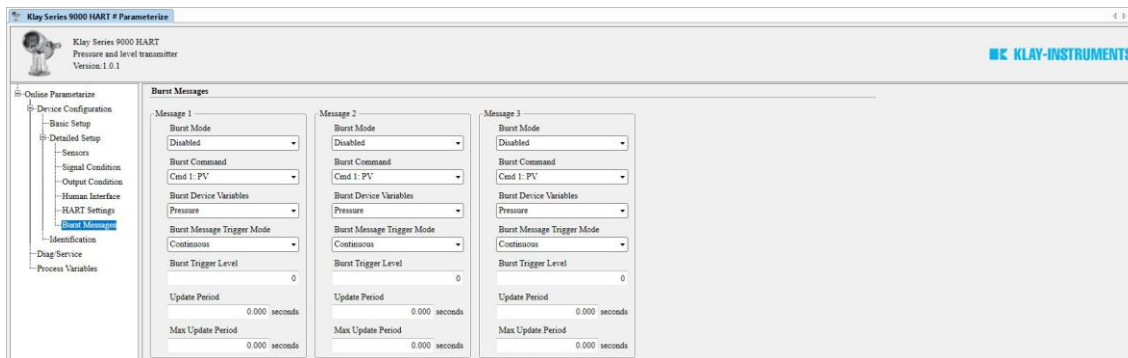 Klay Series 9000 HART # Parameterize
Klay Series 9000 HART
Pressure and level transmitter
Version:1.0.1
KLAY-INSTRUMENTS
Online Parametarize
Device Configuration
Basic Setup
Detailed Setup
Sensors
Signal Condition
Output Condition
Human Interface
HART Settings
Burst Messages
Identification
Diag/Service
Process Variables
Burst Messages
Message 1
Burst Mode
Disabled
Burst Command
Cmd 1: PV
Burst Device Variables
Pressure
Burst Message Trigger Mode
Continuous
Burst Trigger Level
0
Update Period
0.000 seconds
Max Update Period
0.000 seconds
Message 2
Burst Mode
Disabled
Burst Command
Cmd 1: PV
Burst Device Variables
Pressure
Burst Message Trigger Mode
Continuous
Burst Trigger Level
0
Update Period
0.000 seconds
Max Update Period
0.000 seconds
Message 3
Burst Mode
Disabled
Burst Command
Cmd 1: PV
Burst Device Variables
Pressure
Burst Message Trigger Mode
Continuous
Burst Trigger Level
0
Update Period
0.000 seconds
Max Update Period
0.000 seconds